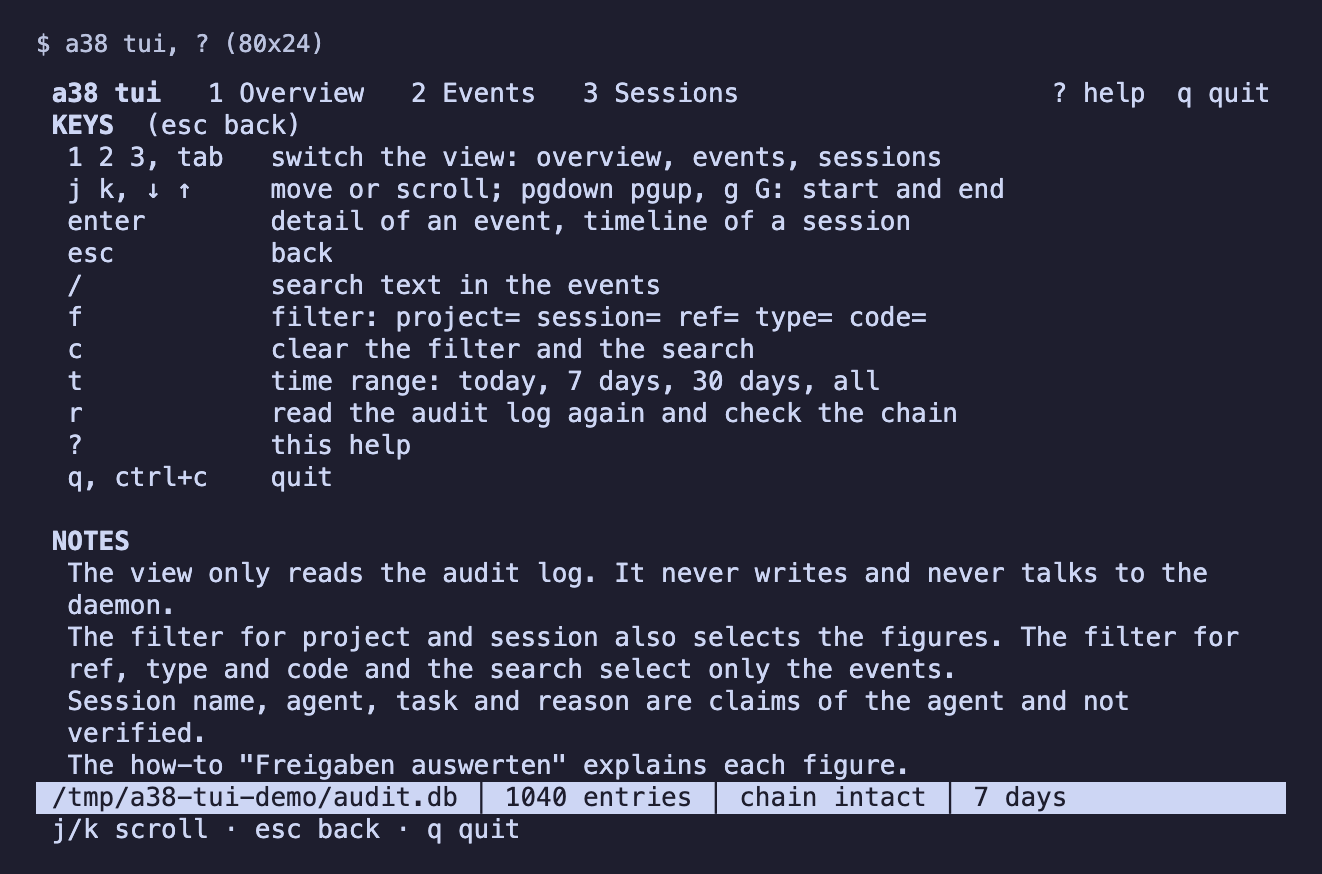 $ a38 tui, ? (80x24)
a38 tui   1 Overview   2 Events   3 Sessions   ? help  q quit
KEYS  (esc back)
1 2 3, tab   switch the view: overview, events, sessions
j k, ↓ ↑     move or scroll; pgdown pgup, g G: start and end
enter        detail of an event, timeline of a session
esc          back
/            search text in the events
f            filter: project= session= ref= type= code=
c            clear the filter and the search
t            time range: today, 7 days, 30 days, all
r            read the audit log again and check the chain
?            this help
q, ctrl+c    quit
NOTES
The view only reads the audit log. It never writes and never talks to the
daemon.
The filter for project and session also selects the figures. The filter for
ref, type and code and the search select only the events.
Session name, agent, task and reason are claims of the agent and not
verified.
The how-to "Freigaben auswerten" explains each figure.
/tmp/a38-tui-demo/audit.db │ 1040 entries │ chain intact │ 7 days
j/k scroll · esc back · q quit